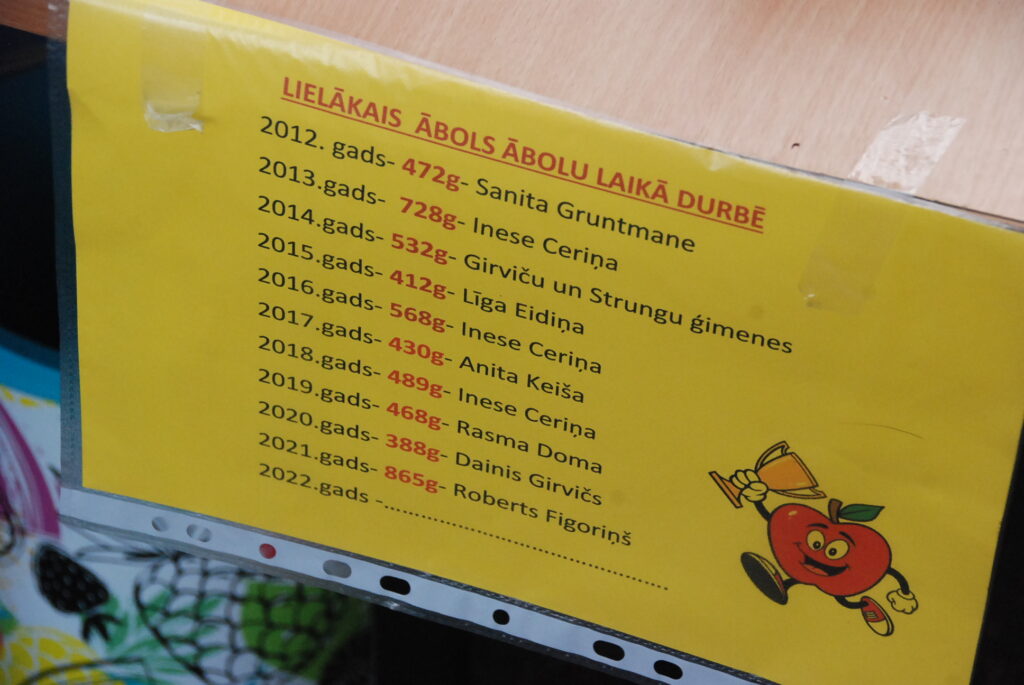 LIELĀKAIS ĀBOLS ĀBOLU LAIKĀ DURBĒ
2012. gads- 472g- Sanita Gruntmane
2013.gads- 728g- Inese Ceriņa
2014.gads- 532g- Girviču un Strungu ģimenes
2015.gads- 412g- Līga Eidiņa
2016.gads- 568g- Inese Ceriņa
2017.gads- 430g- Anita Keiša
2018.gads- 489g- Inese Ceriņa
2019.gads- 468g- Rasma Doma
2020.gads- 388g- Dainis Girvičs
2021.gads- 865g- Roberts Figoriņš
2022.gads -........................................